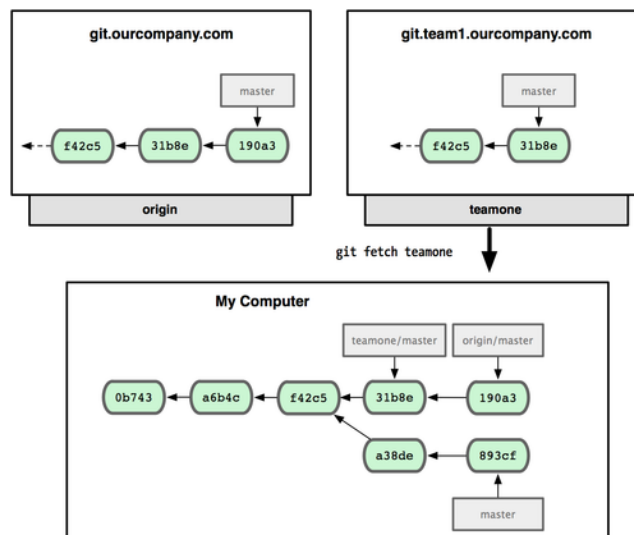 git.ourcompany.com
master
f42c5 31b8e 190a3
origin
git.team1.ourcompany.com
master
f42c5 31b8e
teamone
git fetch teamone
My Computer
teamone/master origin/master
0b743 a6b4c f42c5 31b8e 190a3
a38de 893cf
master